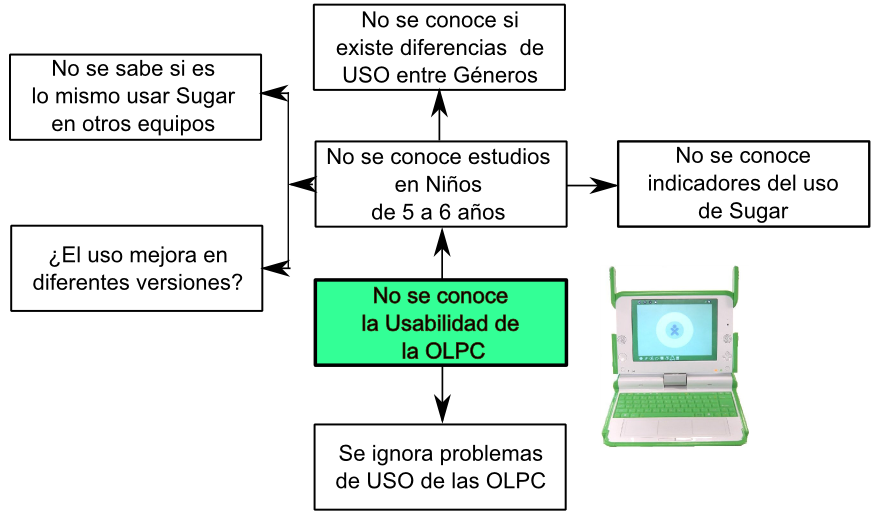 No se conoce si
existe diferencias de
USO entre Géneros
No se sabe si es
lo mismo usar Sugar
en otros equipos
No se conoce estudios
en Niños
de 5 a 6 años
No se conoce
indicadores del uso
de Sugar
¿El uso mejora en
diferentes versiones?
No se conoce
la Usabilidad de
la OLPC
Se ignora problemas
de USO de las OLPC